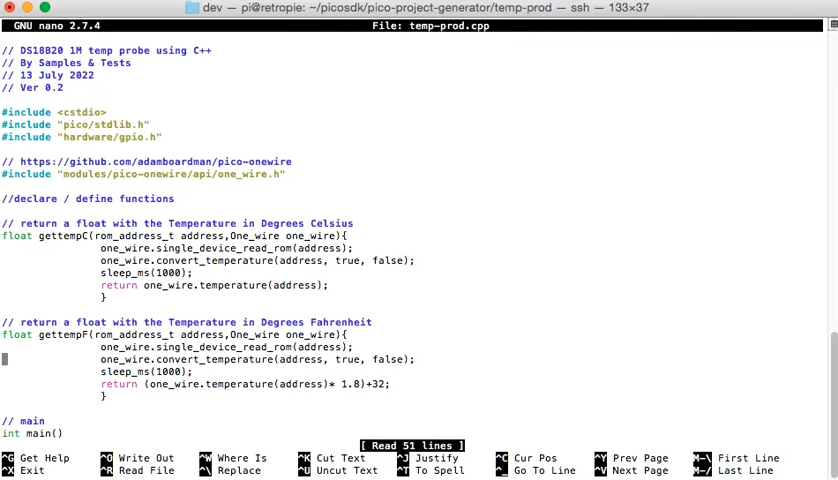 dev — pi@retropie: ~/picosdk/pico-project-generator/temp-prod — ssh — 133×37
GNU nano 2.7.4 File: temp-prod.cpp
// DS18B20 1M temp probe using C++
// By Samples & Tests
// 13 July 2022
// Ver 0.2
#include <cstdio>
#include "pico/stdlib.h"
#include "hardware/gpio.h"
// https://github.com/adamboardman/pico-onewire
#include "modules/pico-onewire/api/one_wire.h"
//declare / define functions
// return a float with the Temperature in Degrees Celsius
float gettempC(rom_address_t address,One_wire one_wire){
one_wire.single_device_read_rom(address);
one_wire.convert_temperature(address, true, false);
sleep_ms(1000);
return one_wire.temperature(address);
}
// return a float with the Temperature in Degrees Fahrenheit
float gettempF(rom_address_t address,One_wire one_wire){
one_wire.single_device_read_rom(address);
one_wire.convert_temperature(address, true, false);
sleep_ms(1000);
return (one_wire.temperature(address)* 1.8)+32;
}
// main
int main()
[ Read 51 lines ]
^G Get Help ^O Write Out ^W Where Is ^K Cut Text ^J Justify ^C Cur Pos ^Y Prev Page M-\ First Line
^X Exit ^R Read File ^\ Replace ^U Uncut Text ^T To Spell ^_ Go To Line ^V Next Page M-/ Last Line